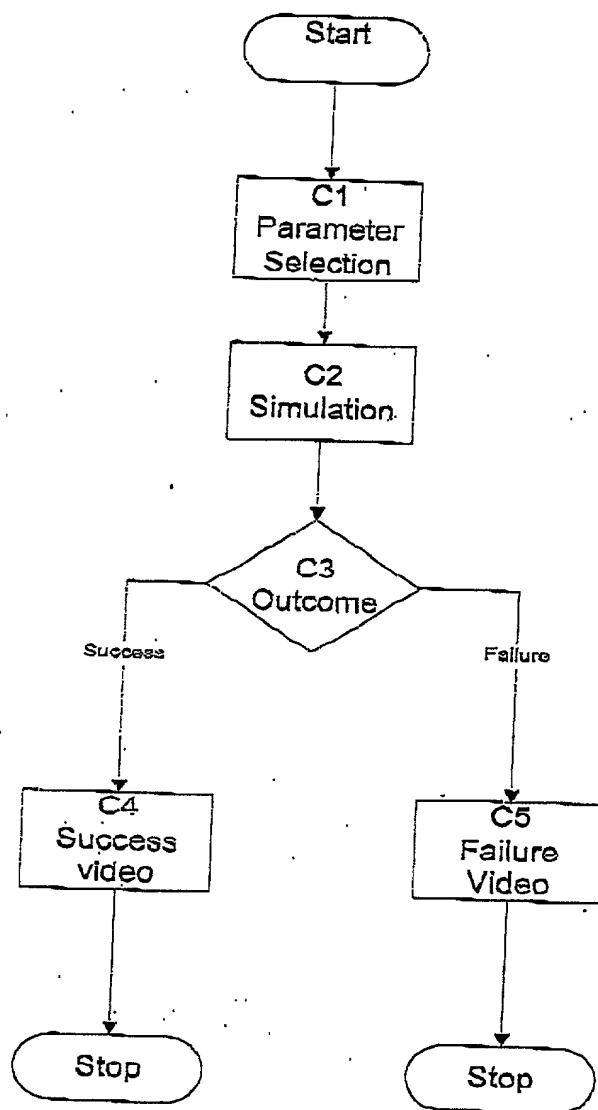 Start
C1
Parameter
Selection
C2
Simulation
C3
Outcome
Success
Failure
C4
Success
video
C5
Failure
Video
Stop
Stop